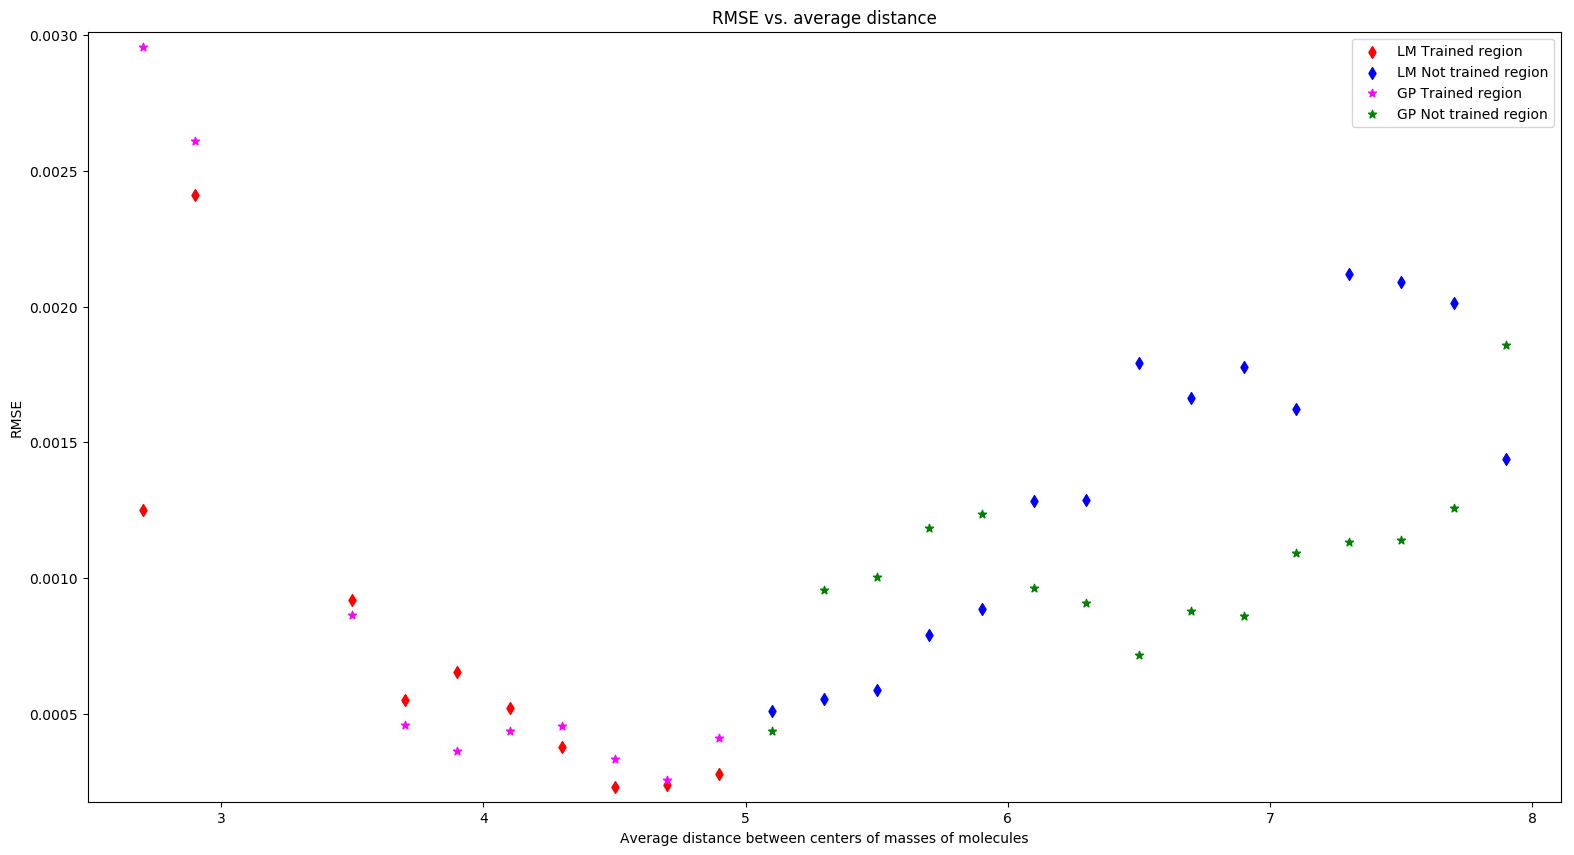 RMSE vs. average distance
LM Trained region
LM Not trained region
GP Trained region
GP Not trained region
RMSE
0.0030
0.0025
0.0020
0.0015
0.0010
0.0005
3
4
5
6
7
8
Average distance between centers of masses of molecules